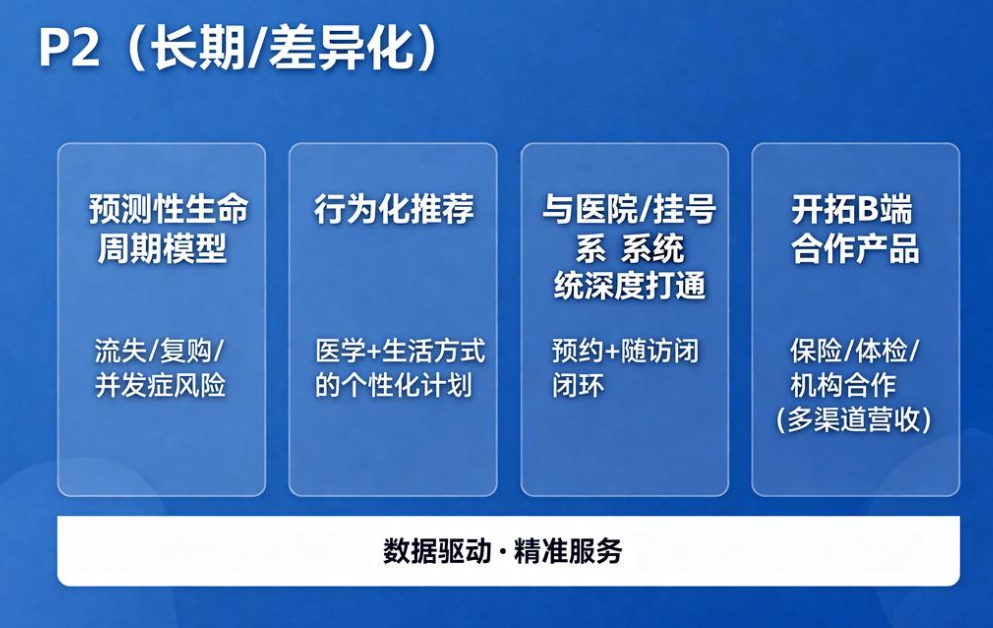 P2（长期/差异化）
预测性生命
周期模型
流失/复购/
并发症风险
行为化推荐
医学+生活方式
的个性化计划
与医院/挂号
系 系统
统深度打通
预约+随访闭
闭环
开拓B端
合作产品
保险/体检/
机构合作
（多渠道营收）
数据驱动·精准服务